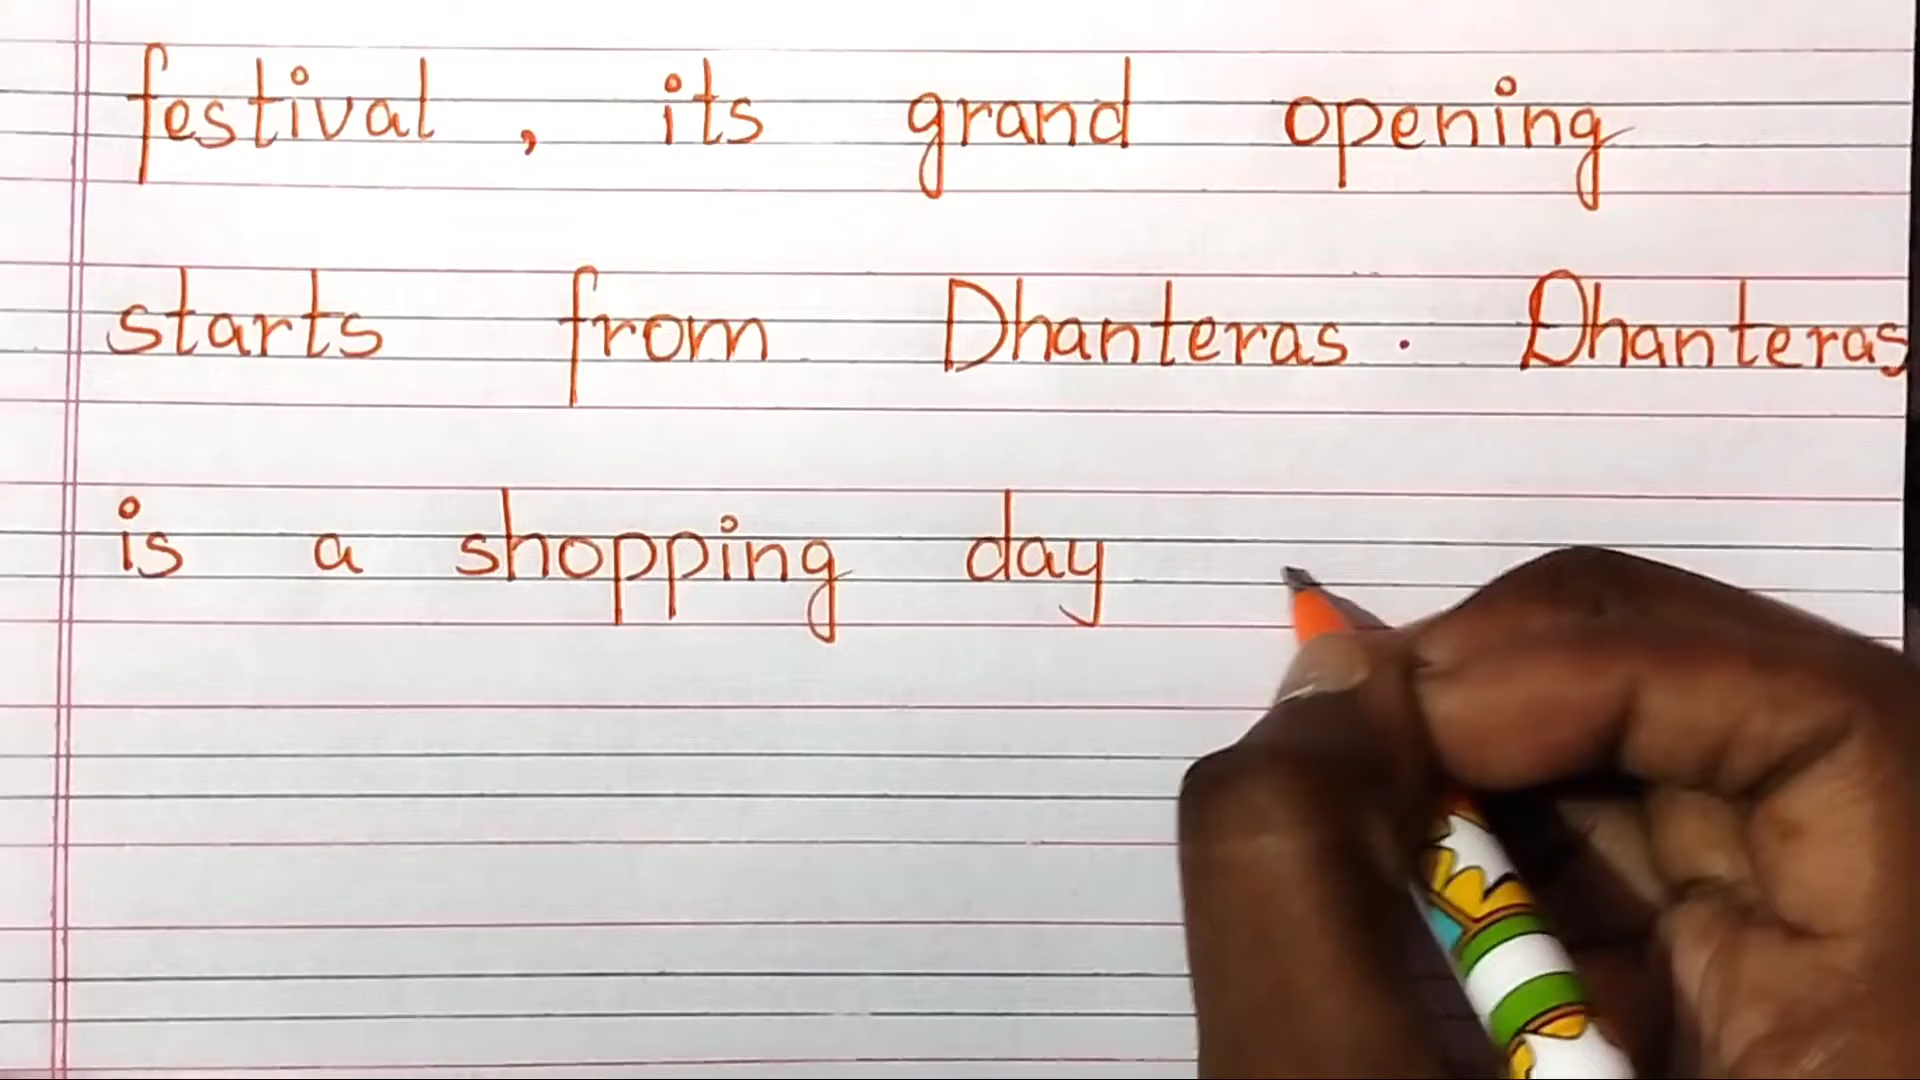 festival , its grand opening
starts from Dhanteras . Dhanteras
is a shopping day